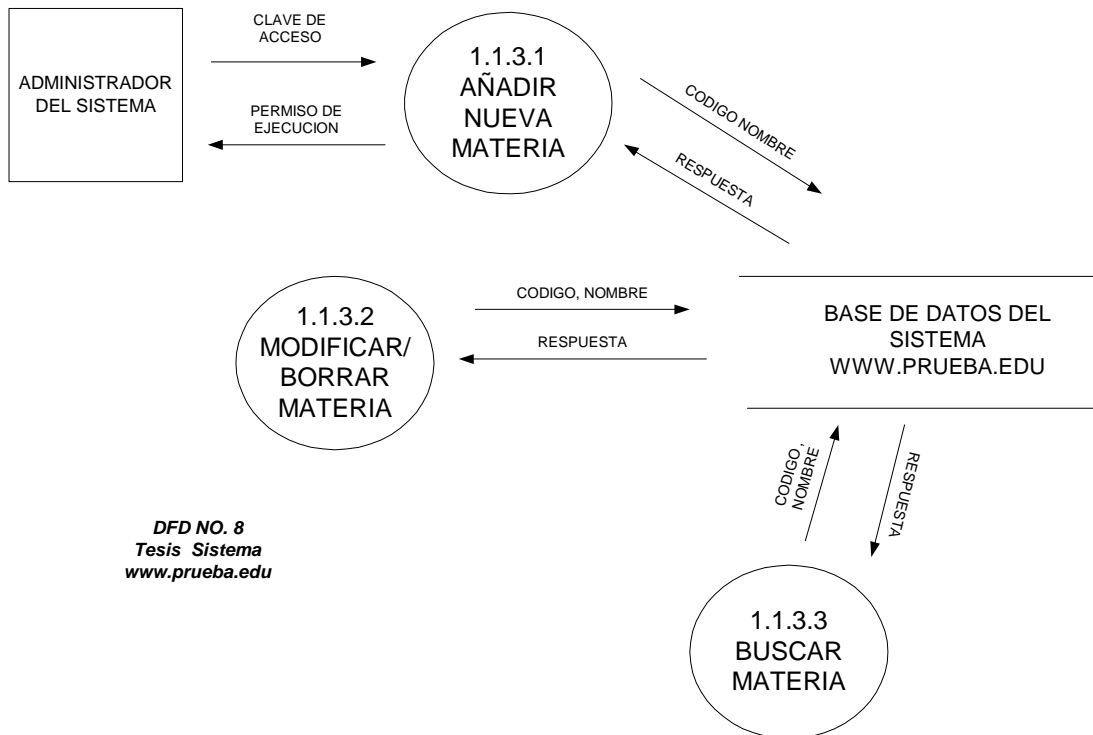 CLAVE DE
ACCESO
ADMINISTRADOR
DEL SISTEMA
PERMISO DE
EJECUCION
1.1.3.1
AÑADIR
NUEVA
MATERIA
CODIGO NOMBRE
RESPUESTA
1.1.3.2
MODIFICAR/
BORRAR
MATERIA
CODIGO, NOMBRE
RESPUESTA
BASE DE DATOS DEL
SISTEMA
WWW.PRUEBA.EDU
CODIGO ,
NOMBRE
RESPUESTA
DFD NO. 8
Tesis Sistema
www.prueba.edu
1.1.3.3
BUSCAR
MATERIA